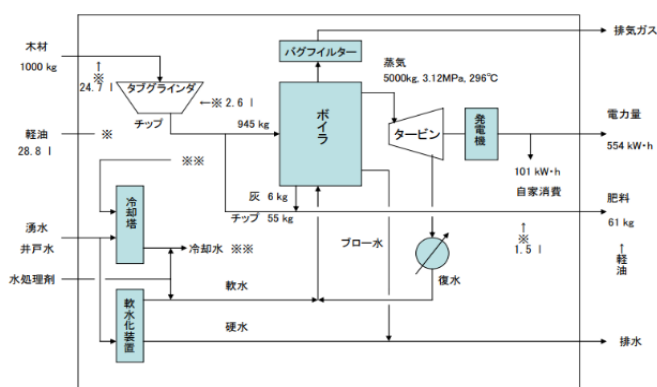 木材
1000 kg
※
24.7 l
タブグラインダ
←※ 2.6 l
チップ
945 kg
バグフィルター
ボイラ
蒸気
5000kg, 3.12MPa, 296℃
タービン
発電機
排気ガス
電力量
554 kW・h
101 kW・h
自家消費
軽油
28.8 l
※
※※
灰 6 kg
チップ 55 kg
肥料
61 kg
※
1.5 l
軽油
冷却塔
湧水
井戸水
冷却水 ※※
ブロー水
復水
水処理剤
軟水
軟水化装置
硬水
排水